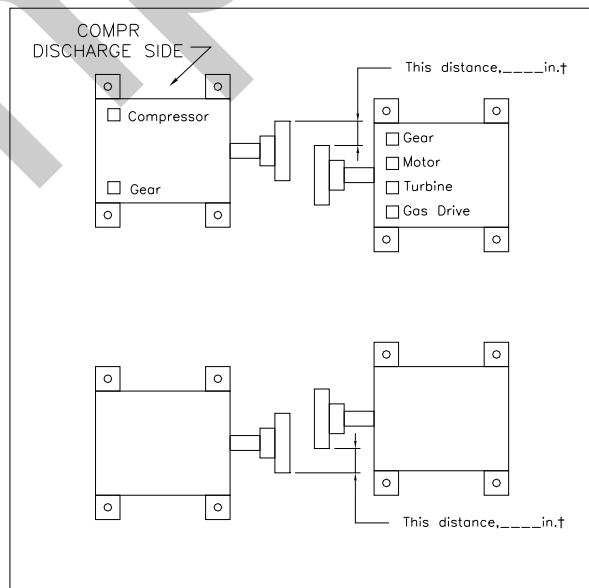 COMPR
DISCHARGE SIDE
This distance,____in.†
Compressor
Gear
Gear
Motor
Turbine
Gas Drive
This distance,____in.†